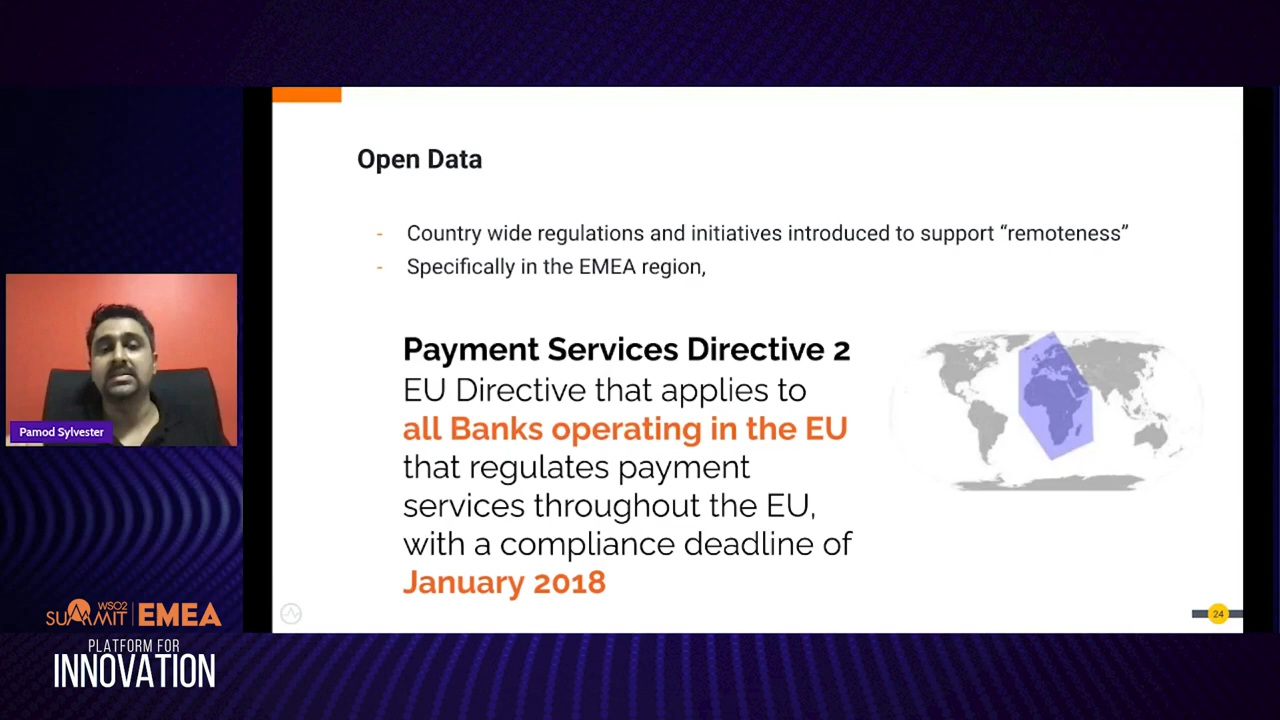 Open Data
- Country wide regulations and initiatives introduced to support “remoteness”
- Specifically in the EMEA region,
Payment Services Directive 2
EU Directive that applies to
all Banks operating in the EU
that regulates payment
services throughout the EU,
with a compliance deadline of
January 2018
24
Pamod Sylvester
WSO2
SUMMIT | EMEA
PLATFORM FOR
INNOVATION